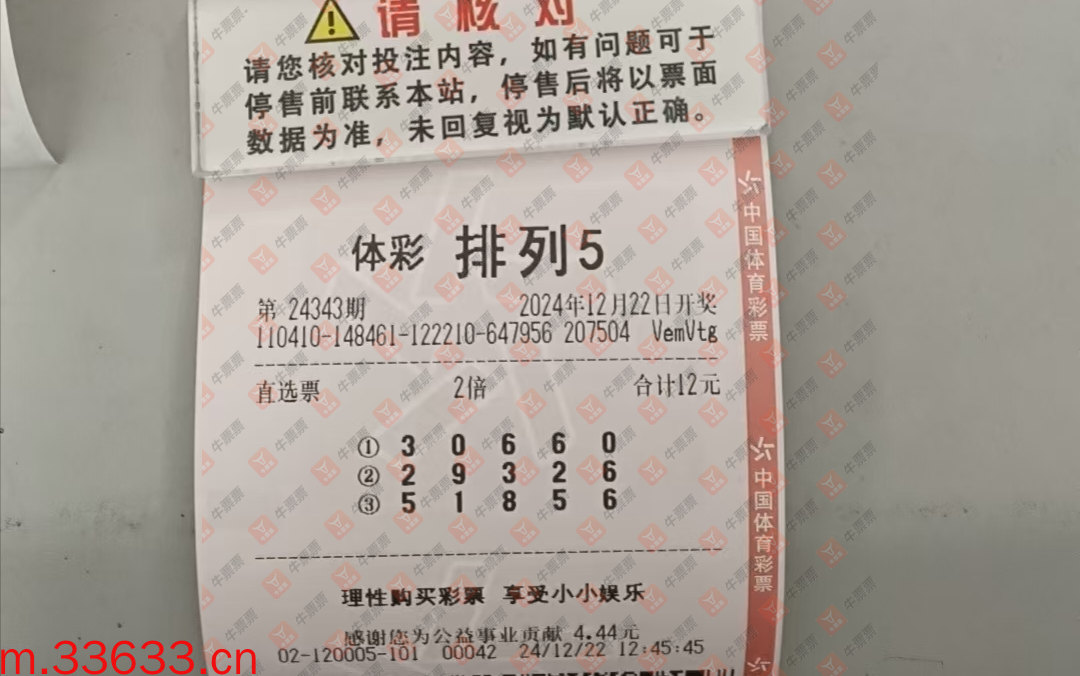 请核对
请您核对投注内容，如有问题可于
停售前联系本站，停售后将以票面
数据为准，未回复视为默认正确。
体彩 排列5
第 24343期 2024年12月22日开奖
110410-148461-122210-647956 207504 VemVtg
直选票 2倍 合计12元
① 3 0 6 6 0
② 2 9 3 2 6
③ 5 1 8 5 6
理性购买彩票 享受小小娱乐
感谢您为公益事业贡献 4.44元
02-120005-101 00042 24/12/22 12:45:45
中国体育彩票
中国体育彩票
牛票票
m.33633.cn